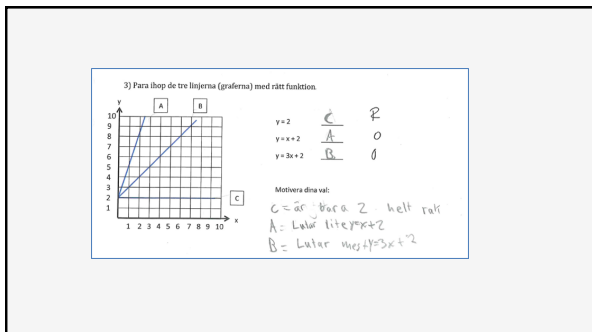 3) Para ihop de tre linjerna (graferna) med rätt funktion.
y
A B
10
9
8
7
6
5
4
3
2
1
C
x
1 2 3 4 5 6 7 8 9 10
y = 2 C R
y = x + 2 A 0
y = 3x + 2 B 0
Motivera dina val:
C = är bara 2 helt rak
A = Lutar lite y=x+2
B = Lutar mest y=3x+2